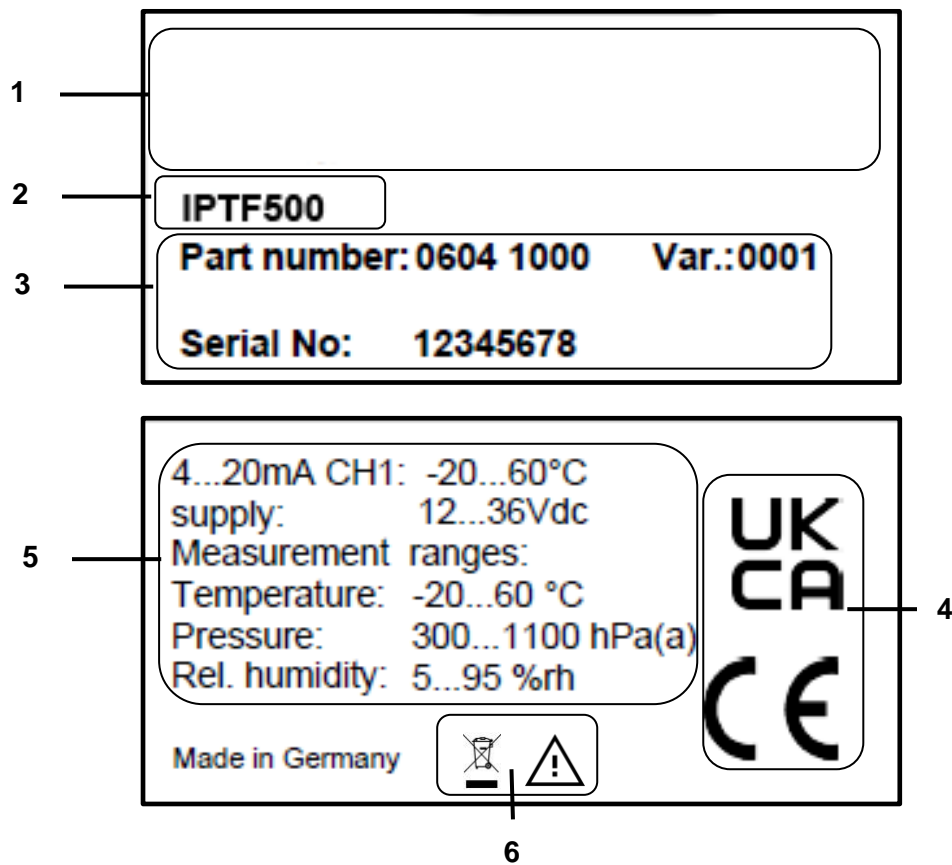 1
2
IPTF500
3
Part number: 0604 1000 Var.:0001
Serial No: 12345678
4...20mA CH1: -20...60°C
supply: 12...36Vdc
5
Measurement ranges:
Temperature: -20...60 °C
Pressure: 300...1100 hPa(a)
Rel. humidity: 5...95 %rh
UK
CA
4
CE
Made in Germany
6